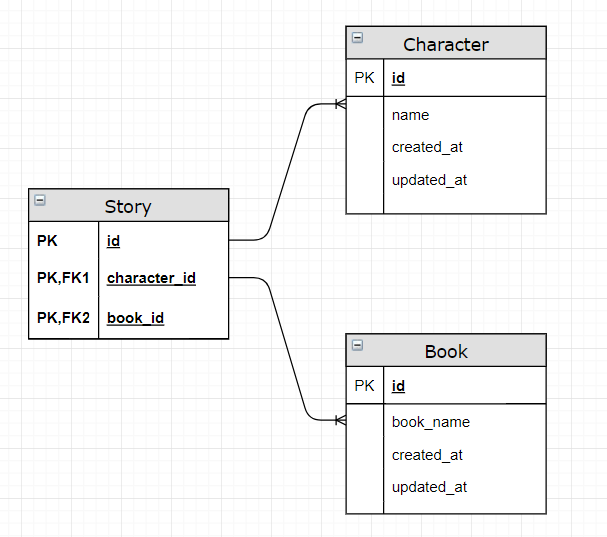 Character
PK id
name
created_at
updated_at
Story
PK id
PK,FK1 character_id
PK,FK2 book_id
Book
PK id
book_name
created_at
updated_at